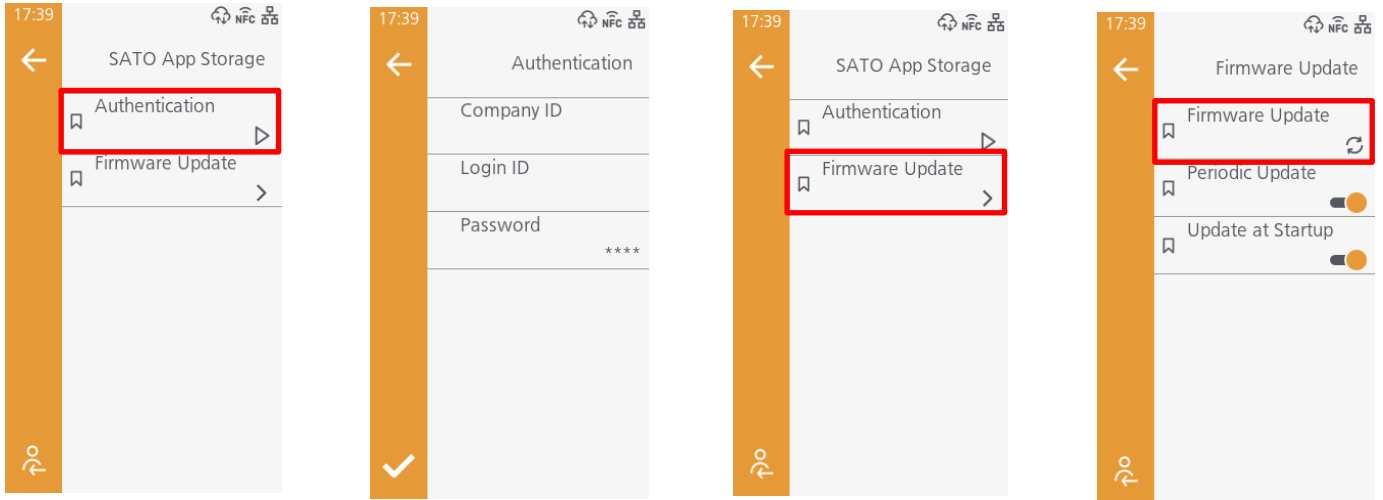 17:39
NFC
SATO App Storage
Authentication
Firmware Update
17:39
NFC
Authentication
Company ID
Login ID
Password
****
17:39
NFC
SATO App Storage
Authentication
Firmware Update
17:39
NFC
Firmware Update
Firmware Update
Periodic Update
Update at Startup